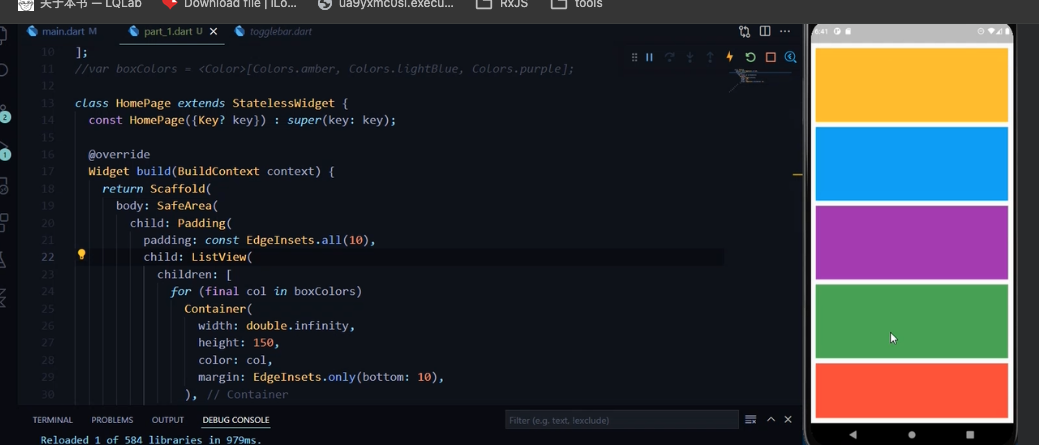 关于本书 — LQLab
Download file | iLo...
ua9yxmc0si.execu...
RxJS
tools
main.dart M
part_1.dart U
togglebar.dart
10 ];
11 //var boxColors = <Color>[Colors.amber, Colors.lightBlue, Colors.purple];
12
13 class HomePage extends StatelessWidget {
14 const HomePage({Key? key}) : super(key: key);
15
16 @override
17 Widget build(BuildContext context) {
18 return Scaffold(
19 body: SafeArea(
20 child: Padding(
21 padding: const EdgeInsets.all(10),
22 child: ListView(
23 children: [
24 for (final col in boxColors)
25 Container(
26 width: double.infinity,
27 height: 150,
28 color: col,
29 margin: EdgeInsets.only(bottom: 10),
30 ), // Container
TERMINAL PROBLEMS OUTPUT DEBUG CONSOLE
Filter (e.g. text, !exclude)
Reloaded 1 of 584 libraries in 979ms.
2
1
6:41